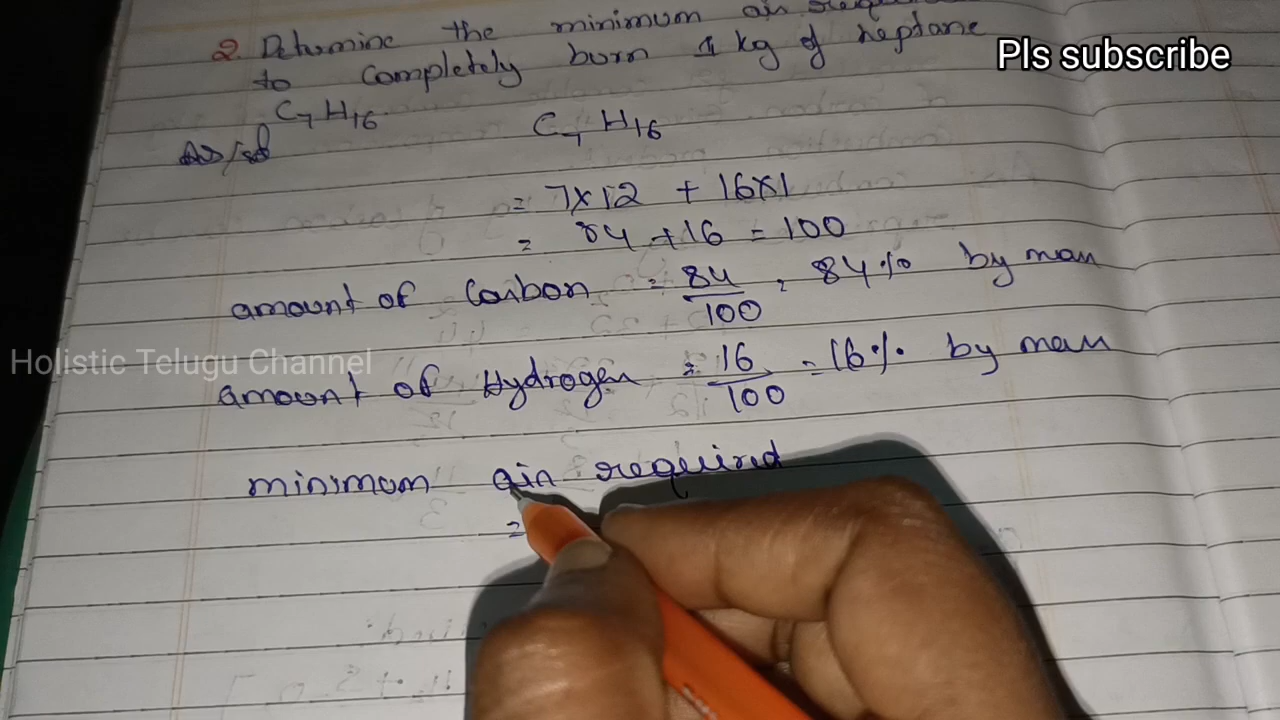 2. Determine the minimum air
to completely burn 1 kg of heptane
Pls subscribe
C7H16
C7H16
= 7x12 + 16x1
= 84 + 16 = 100
amount of Carbon = 84/100 = 84% by mass
amount of Hydrogen = 16/100 = 16% by mass
Holistic Telugu Channel
minimum air required
=